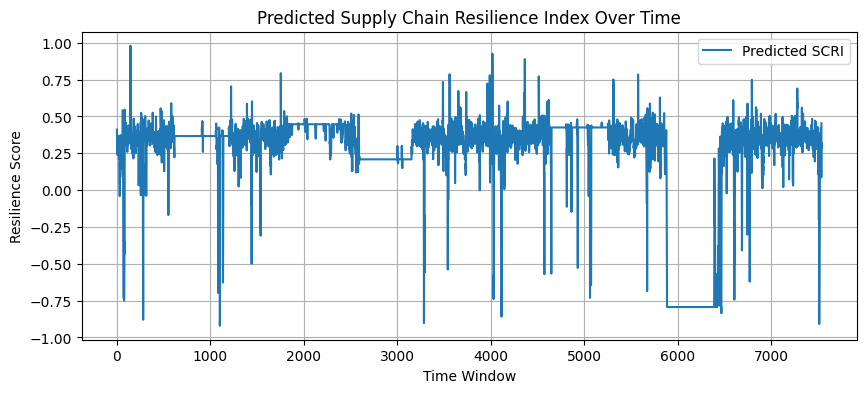 Predicted Supply Chain Resilience Index Over Time
Predicted SCRI
Resilience Score
1.00
0.75
0.50
0.25
0.00
−0.25
−0.50
−0.75
−1.00
0 1000 2000 3000 4000 5000 6000 7000
Time Window